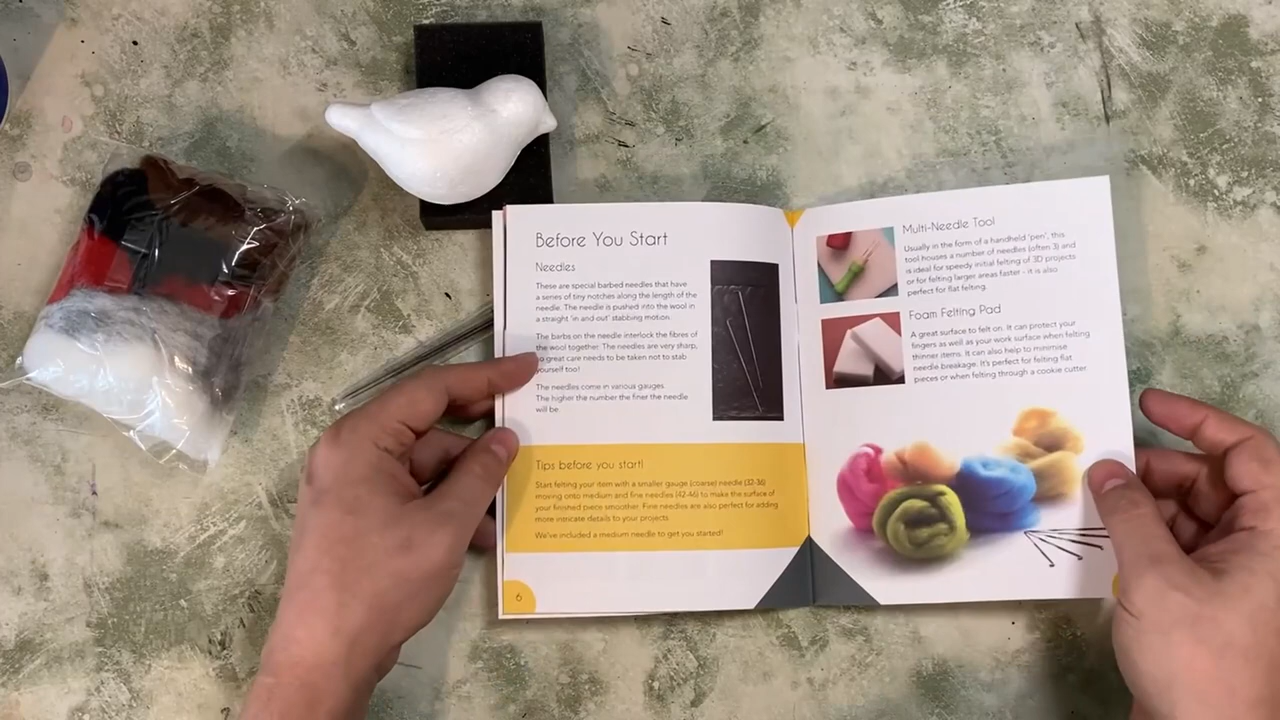 Before You Start
Needles
These are special barbed needles that have
a series of tiny notches along the length of the
needle. The needle is pushed into the wool in
a straight 'in and out' stabbing motion.
The barbs on the needle interlock the fibres of
the wool together. The needles are very sharp,
so great care needs to be taken not to stab
yourself too!
The needles come in various gauges.
The higher the number the finer the needle
will be.
Tips before you start!
Start felting your item with a smaller gauge (coarse) needle (32-36)
moving onto medium and fine needles (42-46) to make the surface of
your finished piece smoother. Fine needles are also perfect for adding
more intricate details to your projects.
We've included a medium needle to get you started!
6
Multi-Needle Tool
Usually in the form of a handheld 'pen', this
tool houses a number of needles (often 3) and
is ideal for speedy initial felting of 3D projects
or for felting larger areas faster - it is also
perfect for flat felting.
Foam Felting Pad
A great surface to felt on. It can protect your
fingers as well as your work surface when felting
thinner items. It can also help to minimise
needle breakage. It's perfect for felting flat
pieces or when felting through a cookie cutter.